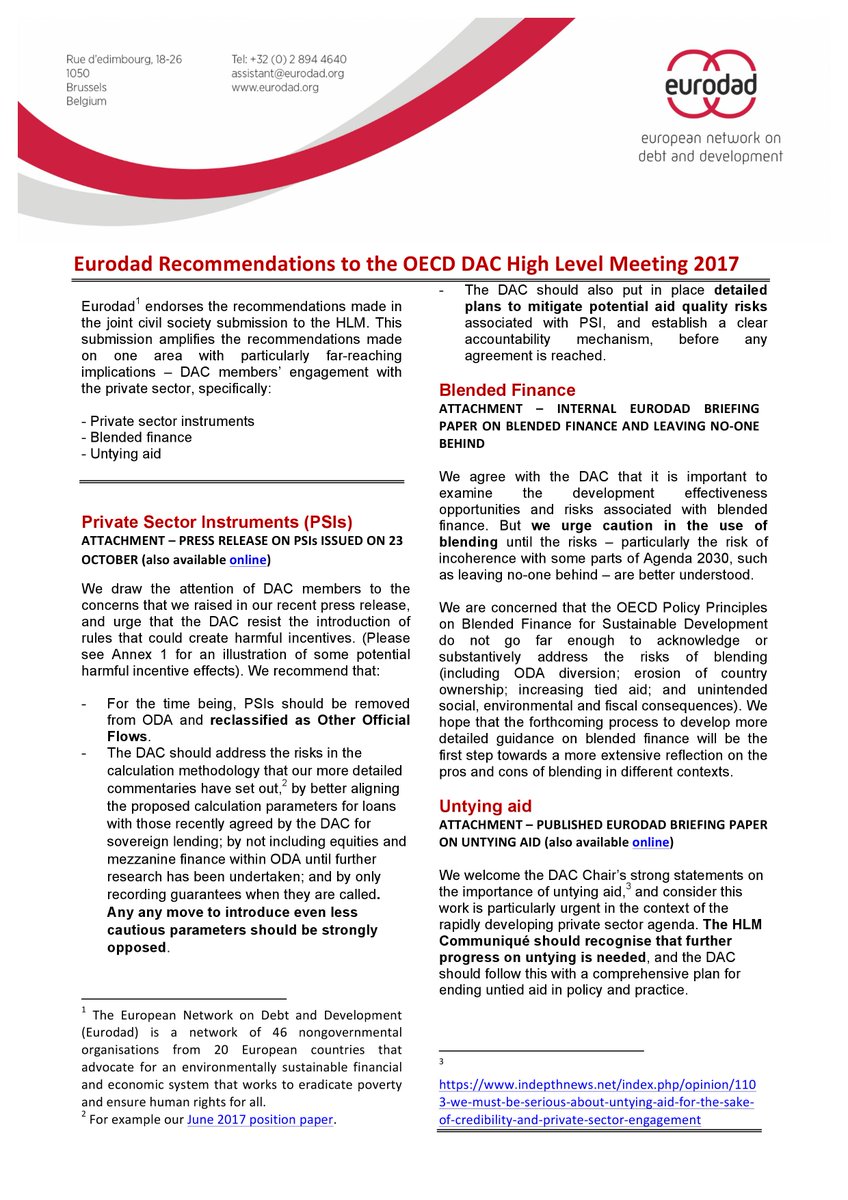 Rue d'edimbourg, 18-26
1050
Brussels
Belgium
Tel: +32 (0) 2 894 4640
assistant@eurodad.org
www.eurodad.org
eurodad
european network on
debt and development
Eurodad Recommendations to the OECD DAC High Level Meeting 2017
Eurodad1 endorses the recommendations made in
the joint civil society submission to the HLM. This
submission amplifies the recommendations made
on one area with particularly far-reaching
implications – DAC members' engagement with
the private sector, specifically:
- Private sector instruments
- Blended finance
- Untying aid
Private Sector Instruments (PSIs)
ATTACHMENT – PRESS RELEASE ON PSIs ISSUED ON 23
OCTOBER (also available online)
We draw the attention of DAC members to the
concerns that we raised in our recent press release,
and urge that the DAC resist the introduction of
rules that could create harmful incentives. (Please
see Annex 1 for an illustration of some potential
harmful incentive effects). We recommend that:
- For the time being, PSIs should be removed
from ODA and reclassified as Other Official
Flows.
- The DAC should address the risks in the
calculation methodology that our more detailed
commentaries have set out,2 by better aligning
the proposed calculation parameters for loans
with those recently agreed by the DAC for
sovereign lending; by not including equities and
mezzanine finance within ODA until further
research has been undertaken; and by only
recording guarantees when they are called.
Any any move to introduce even less
cautious parameters should be strongly
opposed.
1 The European Network on Debt and Development
(Eurodad) is a network of 46 nongovernmental
organisations from 20 European countries that
advocate for an environmentally sustainable financial
and economic system that works to eradicate poverty
and ensure human rights for all.
2 For example our June 2017 position paper.
- The DAC should also put in place detailed
plans to mitigate potential aid quality risks
associated with PSI, and establish a clear
accountability mechanism, before any
agreement is reached.
Blended Finance
ATTACHMENT – INTERNAL EURODAD BRIEFING
PAPER ON BLENDED FINANCE AND LEAVING NO-ONE
BEHIND
We agree with the DAC that it is important to
examine the development effectiveness
opportunities and risks associated with blended
finance. But we urge caution in the use of
blending until the risks – particularly the risk of
incoherence with some parts of Agenda 2030, such
as leaving no-one behind – are better understood.
We are concerned that the OECD Policy Principles
on Blended Finance for Sustainable Development
do not go far enough to acknowledge or
substantively address the risks of blending
(including ODA diversion; erosion of country
ownership; increasing tied aid; and unintended
social, environmental and fiscal consequences). We
hope that the forthcoming process to develop more
detailed guidance on blended finance will be the
first step towards a more extensive reflection on the
pros and cons of blending in different contexts.
Untying aid
ATTACHMENT – PUBLISHED EURODAD BRIEFING PAPER
ON UNTYING AID (also available online)
We welcome the DAC Chair's strong statements on
the importance of untying aid,3 and consider this
work is particularly urgent in the context of the
rapidly developing private sector agenda. The HLM
Communiqué should recognise that further
progress on untying is needed, and the DAC
should follow this with a comprehensive plan for
ending untied aid in policy and practice.
3
https://www.indepthnews.net/index.php/opinion/110
3-we-must-be-serious-about-untying-aid-for-the-sake-
of-credibility-and-private-sector-engagement